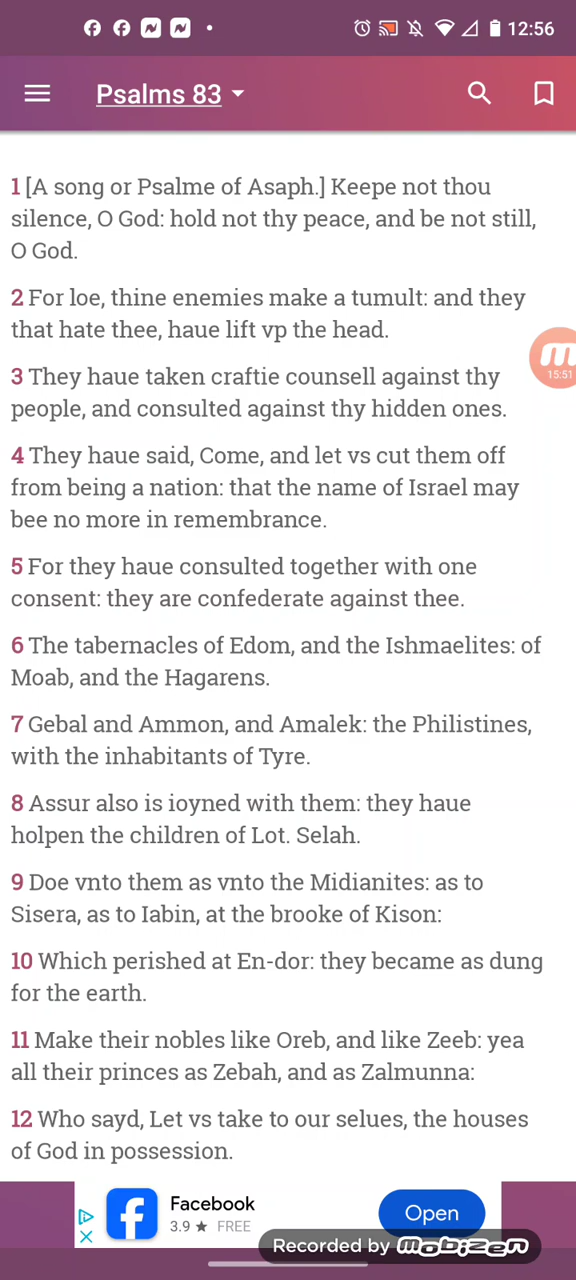 12:56
Psalms 83
1 [A song or Psalme of Asaph.] Keepe not thou
silence, O God: hold not thy peace, and be not still,
O God.
2 For loe, thine enemies make a tumult: and they
that hate thee, haue lift vp the head.
3 They haue taken craftie counsell against thy
people, and consulted against thy hidden ones.
4 They haue said, Come, and let vs cut them off
from being a nation: that the name of Israel may
bee no more in remembrance.
5 For they haue consulted together with one
consent: they are confederate against thee.
6 The tabernacles of Edom, and the Ishmaelites: of
Moab, and the Hagarens.
7 Gebal and Ammon, and Amalek: the Philistines,
with the inhabitants of Tyre.
8 Assur also is ioyned with them: they haue
holpen the children of Lot. Selah.
9 Doe vnto them as vnto the Midianites: as to
Sisera, as to Iabin, at the brooke of Kison:
10 Which perished at En-dor: they became as dung
for the earth.
11 Make their nobles like Oreb, and like Zeeb: yea
all their princes as Zebah, and as Zalmunna:
12 Who sayd, Let vs take to our selues, the houses
of God in possession.
15:51
Facebook
3.9 ★ FREE
Open
Recorded by mobizen